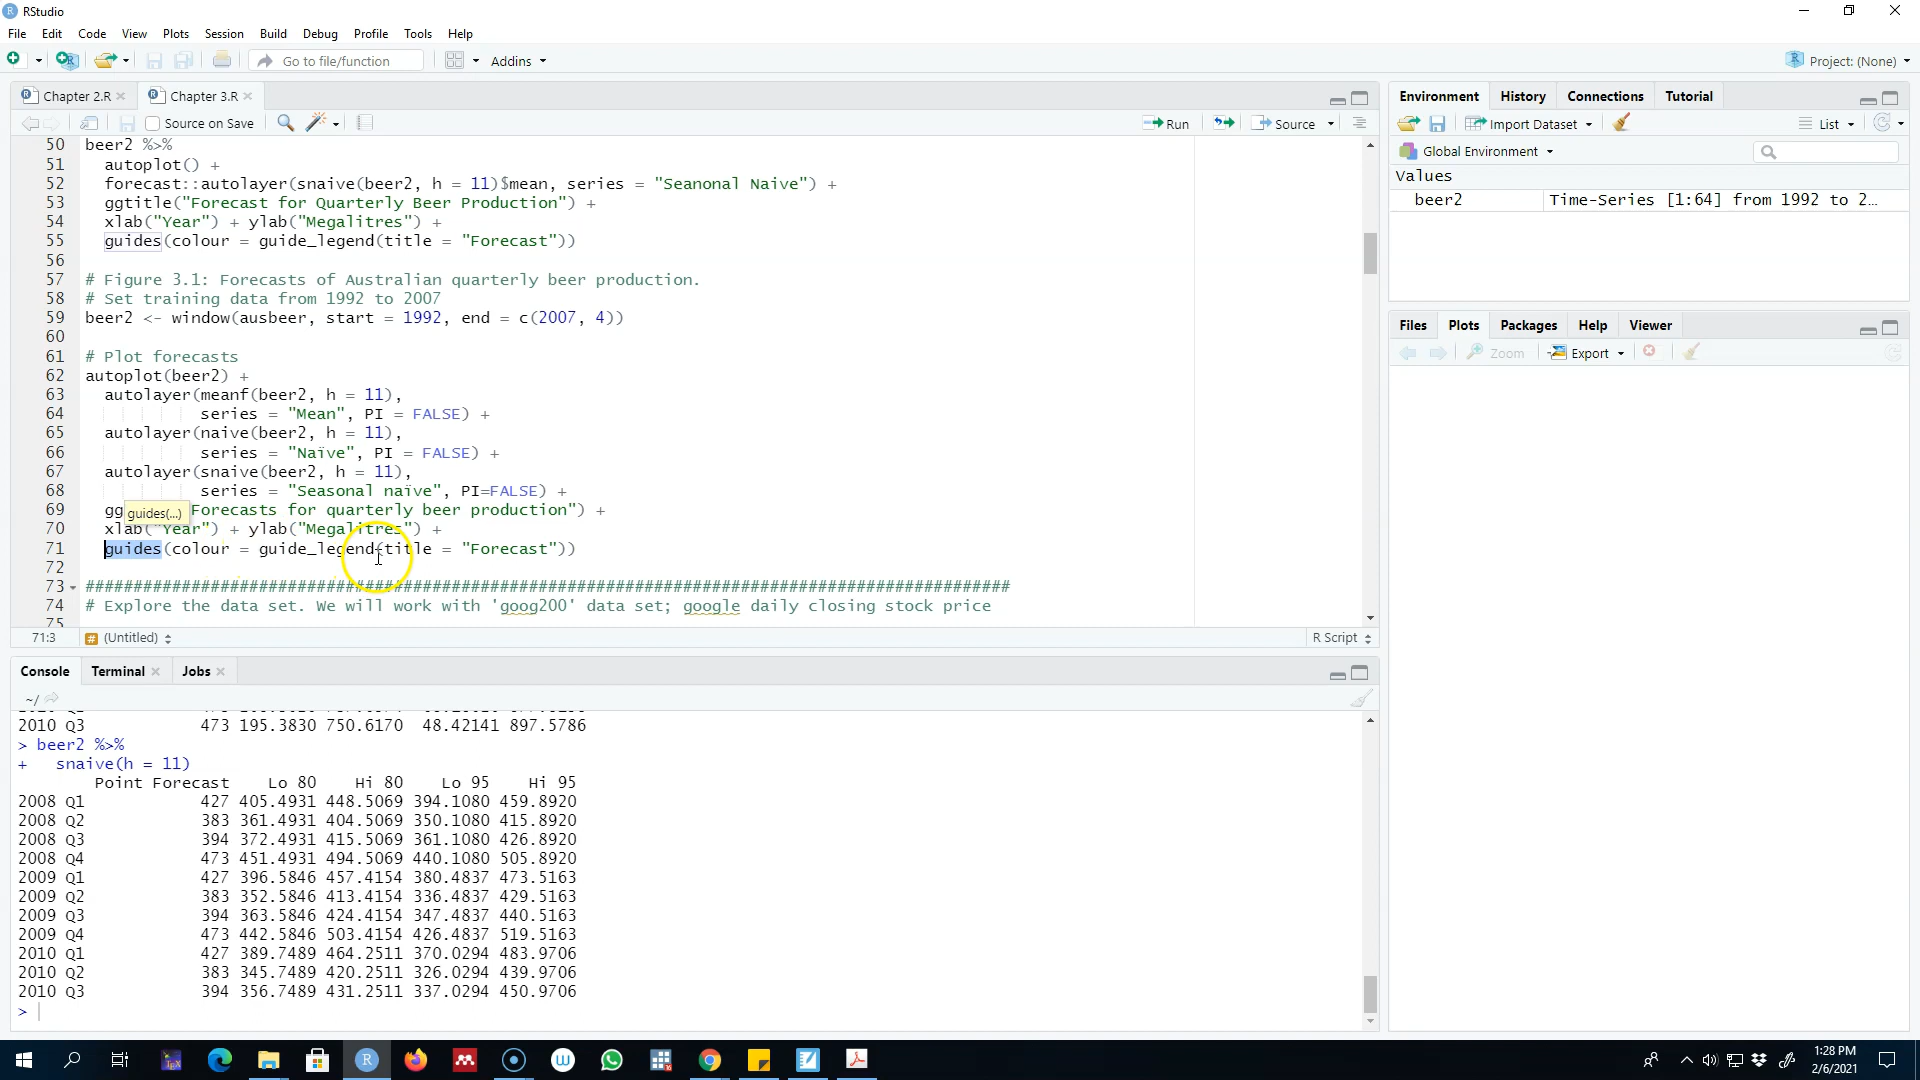 RStudio
File Edit Code View Plots Session Build Debug Profile Tools Help
Go to file/function Addins Project: (None)
Chapter 2.R Chapter 3.R
Source on Save Run Source
50 beer2 %>%
51 autoplot() +
52 forecast::autolayer(snaive(beer2, h = 11)$mean, series = "Seanonal Naive") +
53 ggtitle("Forecast for Quarterly Beer Production") +
54 xlab("Year") + ylab("Megalitres") +
55 guides(colour = guide_legend(title = "Forecast"))
56
57 # Figure 3.1: Forecasts of Australian quarterly beer production.
58 # Set training data from 1992 to 2007
59 beer2 <- window(ausbeer, start = 1992, end = c(2007, 4))
60
61 # Plot forecasts
62 autoplot(beer2) +
63 autolayer(meanf(beer2, h = 11),
64 series = "Mean", PI = FALSE) +
65 autolayer(naive(beer2, h = 11),
66 series = "Naïve", PI = FALSE) +
67 autolayer(snaive(beer2, h = 11),
68 series = "Seasonal naïve", PI=FALSE) +
69 gg guides(...) Forecasts for quarterly beer production") +
70 xlab("Year") + ylab("Megalitres") +
71 guides(colour = guide_legend(title = "Forecast"))
72
73 #################################################################################################
74 # Explore the data set. We will work with 'goog200' data set; google daily closing stock price
75
71:3 # (Untitled) R Script
Console Terminal Jobs
~/
2010 Q3 473 195.3830 750.6170 48.42141 897.5786
> beer2 %>%
+ snaive(h = 11)
Point Forecast Lo 80 Hi 80 Lo 95 Hi 95
2008 Q1 427 405.4931 448.5069 394.1080 459.8920
2008 Q2 383 361.4931 404.5069 350.1080 415.8920
2008 Q3 394 372.4931 415.5069 361.1080 426.8920
2008 Q4 473 451.4931 494.5069 440.1080 505.8920
2009 Q1 427 396.5846 457.4154 380.4837 473.5163
2009 Q2 383 352.5846 413.4154 336.4837 429.5163
2009 Q3 394 363.5846 424.4154 347.4837 440.5163
2009 Q4 473 442.5846 503.4154 426.4837 519.5163
2010 Q1 427 389.7489 464.2511 370.0294 483.9706
2010 Q2 383 345.7489 420.2511 326.0294 439.9706
2010 Q3 394 356.7489 431.2511 337.0294 450.9706
>
Environment History Connections Tutorial
Import Dataset List
Global Environment
Values
beer2 Time-Series [1:64] from 1992 to 2…
Files Plots Packages Help Viewer
Zoom Export
1:28 PM
2/6/2021